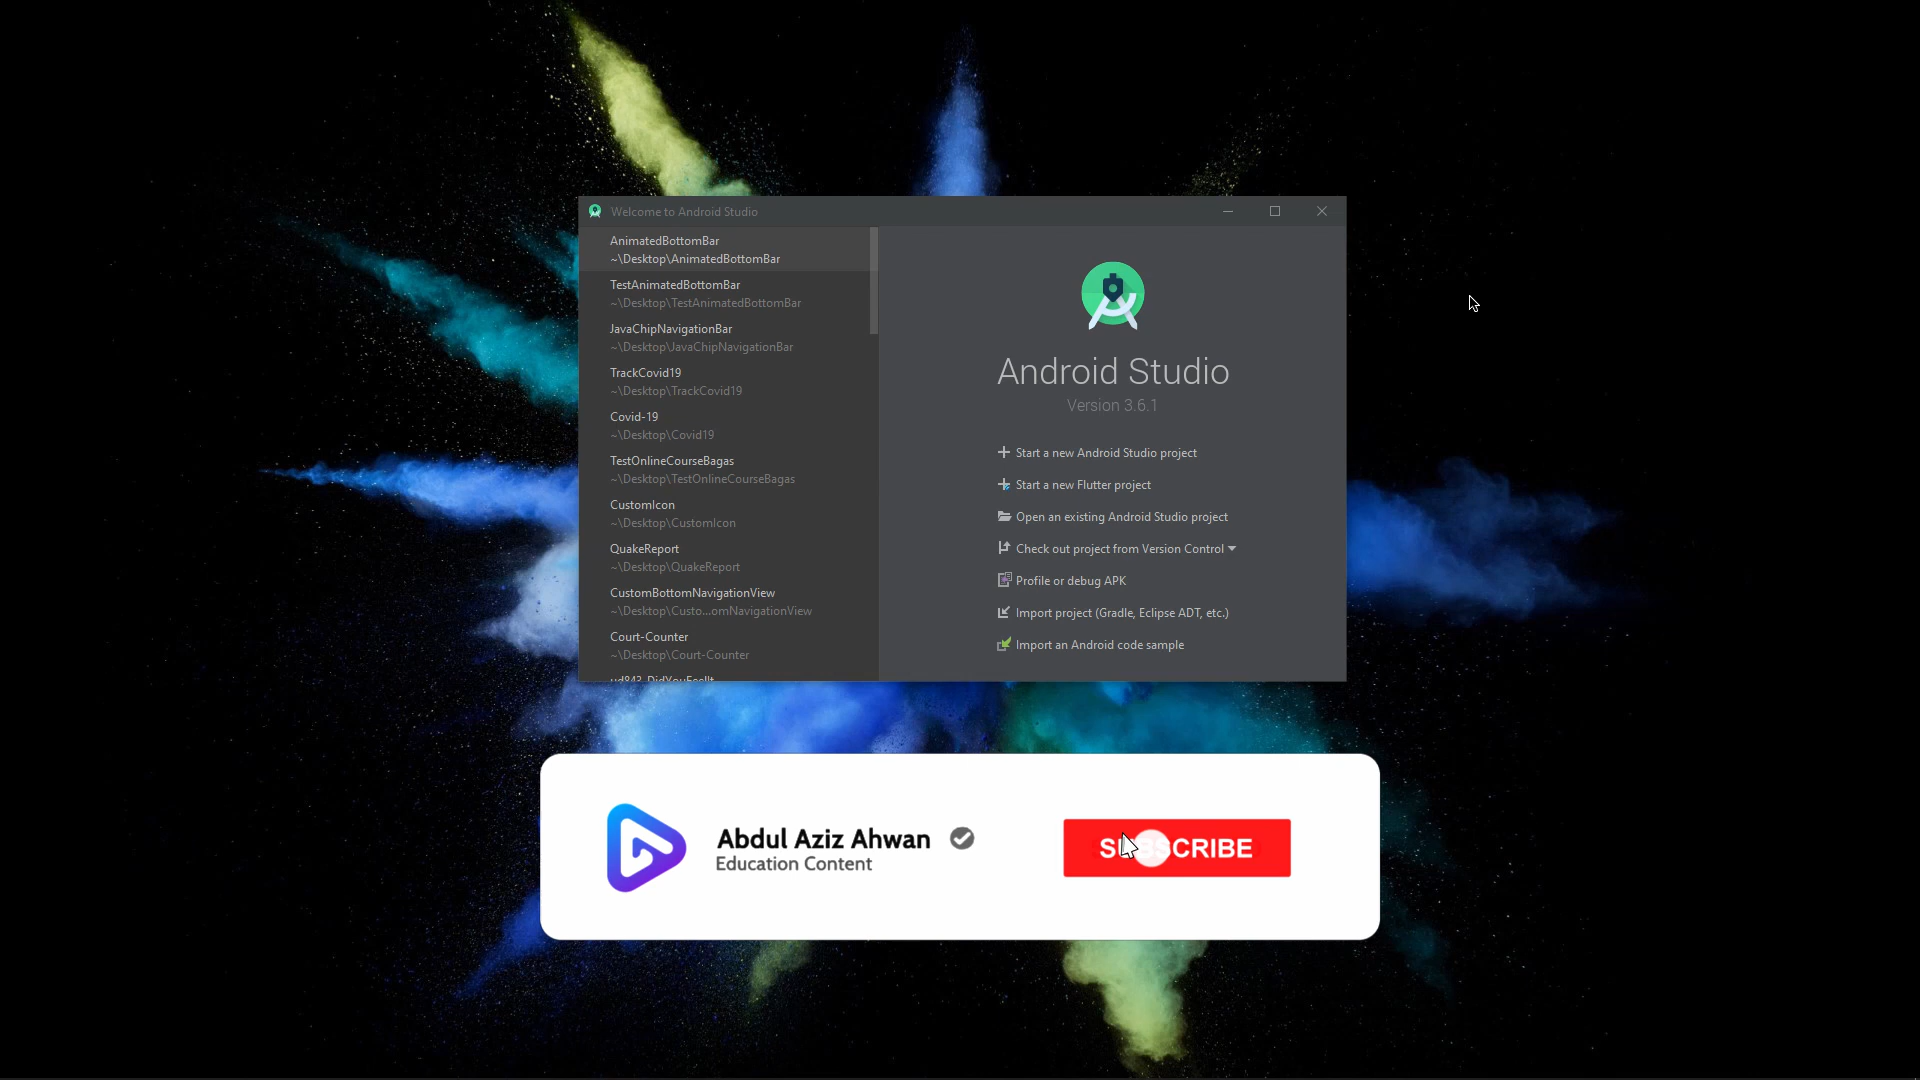 Welcome to Android Studio
AnimatedBottomBar
~\Desktop\AnimatedBottomBar
TestAnimatedBottomBar
~\Desktop\TestAnimatedBottomBar
JavaChipNavigationBar
~\Desktop\JavaChipNavigationBar
TrackCovid19
~\Desktop\TrackCovid19
Covid-19
~\Desktop\Covid19
TestOnlineCourseBagas
~\Desktop\TestOnlineCourseBagas
CustomIcon
~\Desktop\CustomIcon
QuakeReport
~\Desktop\QuakeReport
CustomBottomNavigationView
~\Desktop\Custo...omNavigationView
Court-Counter
~\Desktop\Court-Counter
ud843_DidYouFeelIt
Android Studio
Version 3.6.1
Start a new Android Studio project
Start a new Flutter project
Open an existing Android Studio project
Check out project from Version Control
Profile or debug APK
Import project (Gradle, Eclipse ADT, etc.)
Import an Android code sample
Abdul Aziz Ahwan
Education Content
SUBSCRIBE